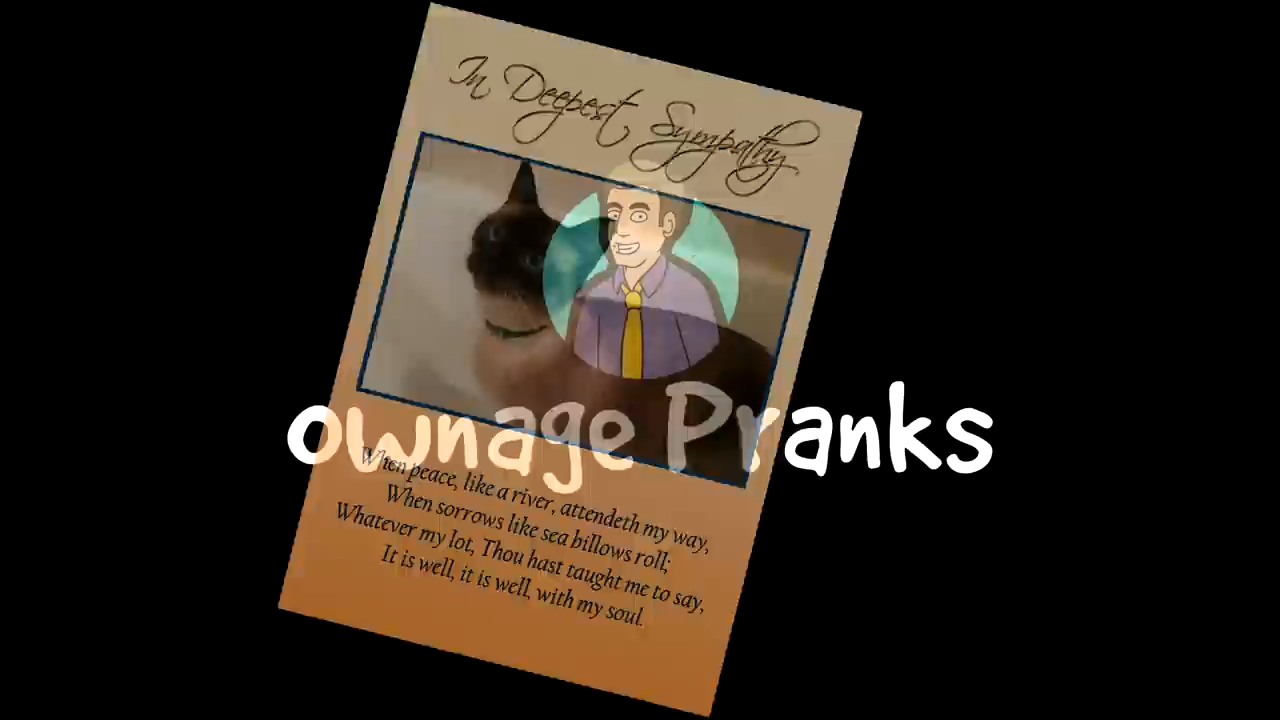 In Deepest Sympathy
ownage Pranks
When peace, like a river, attendeth my way,
When sorrows like sea billows roll;
Whatever my lot, Thou hast taught me to say,
It is well, it is well, with my soul.